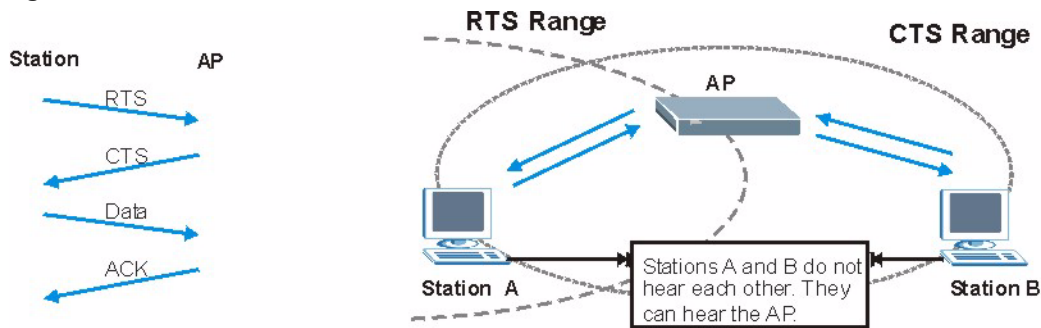 RTS Range
CTS Range
Station AP
RTS
CTS
Data
ACK
AP
Station A
Stations A and B do not
hear each other. They
can hear the AP.
Station B